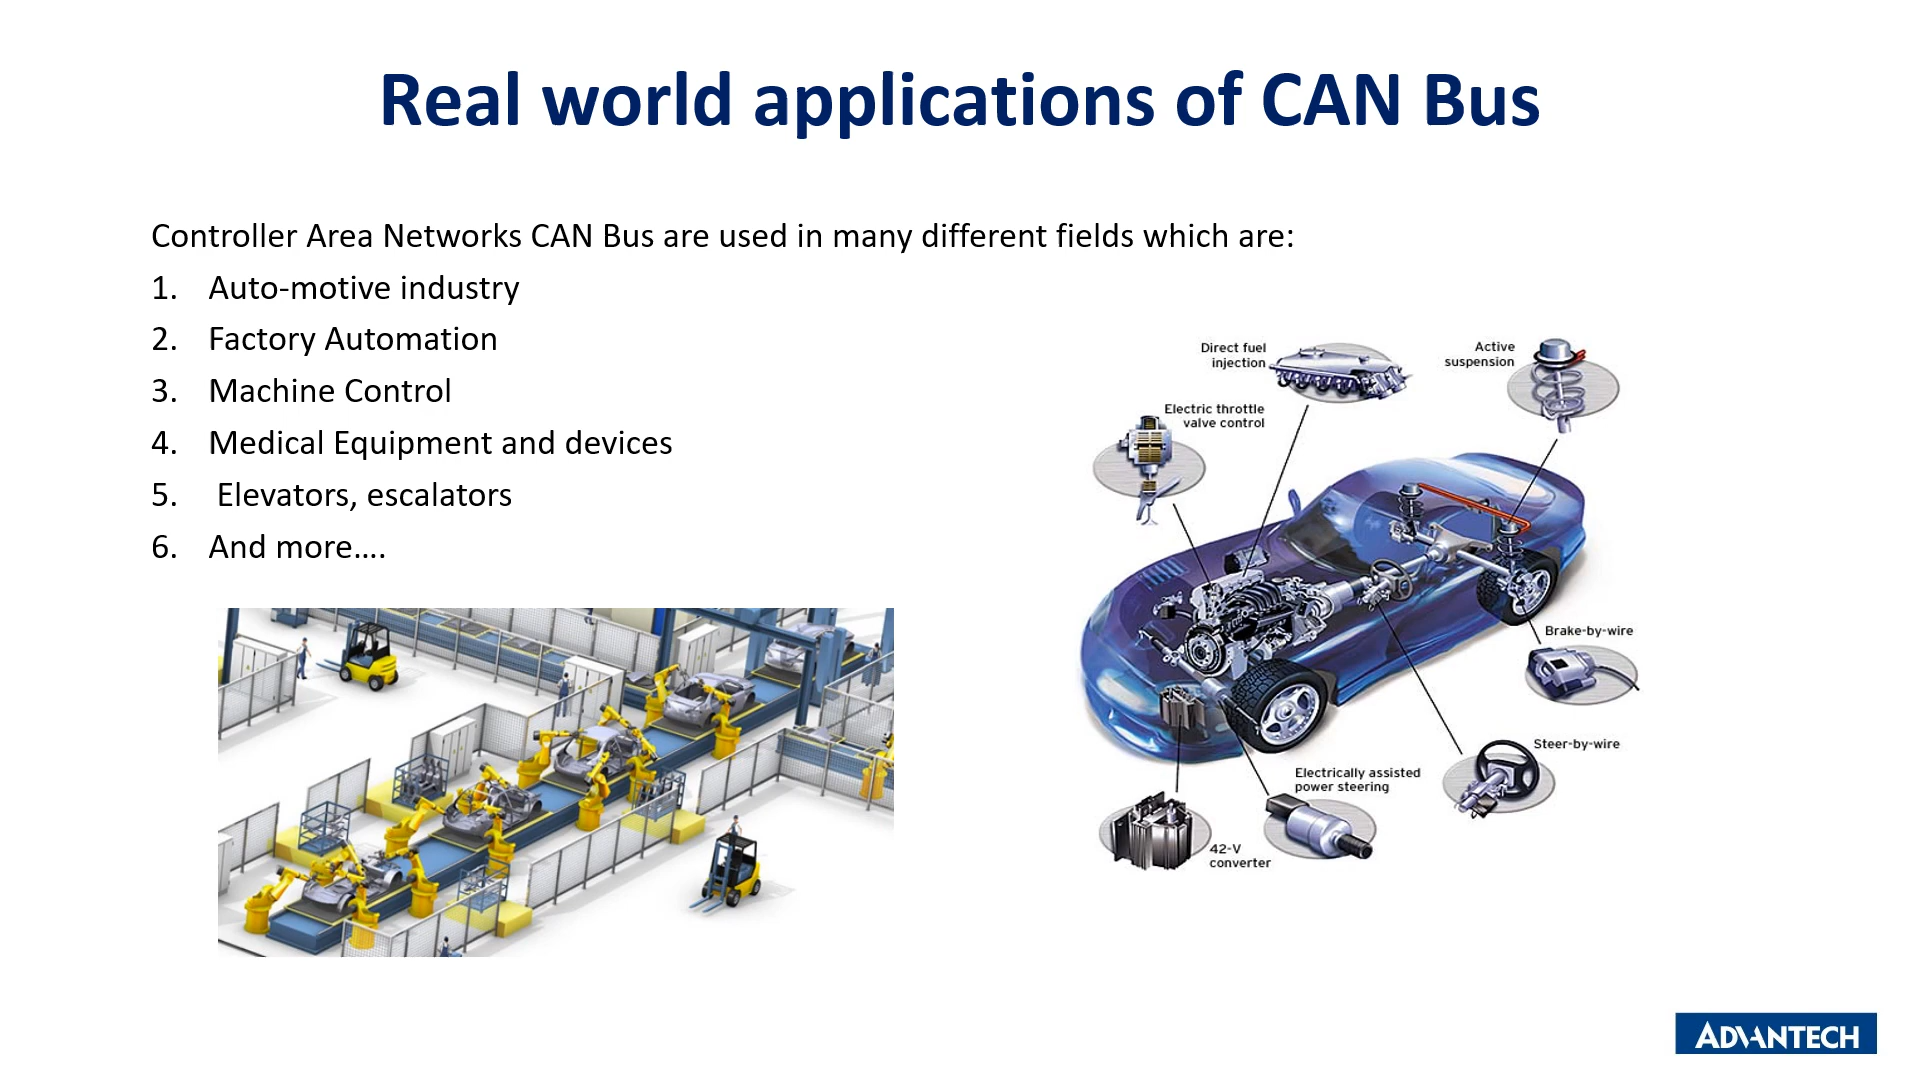 Real world applications of CAN Bus
Controller Area Networks CAN Bus are used in many different fields which are:
1. Auto-motive industry
2. Factory Automation
3. Machine Control
4. Medical Equipment and devices
5. Elevators, escalators
6. And more….
Direct fuel
injection
Active
suspension
Electric throttle
valve control
Brake-by-wire
Steer-by-wire
Electrically assisted
power steering
42-V
converter
ADVANTECH